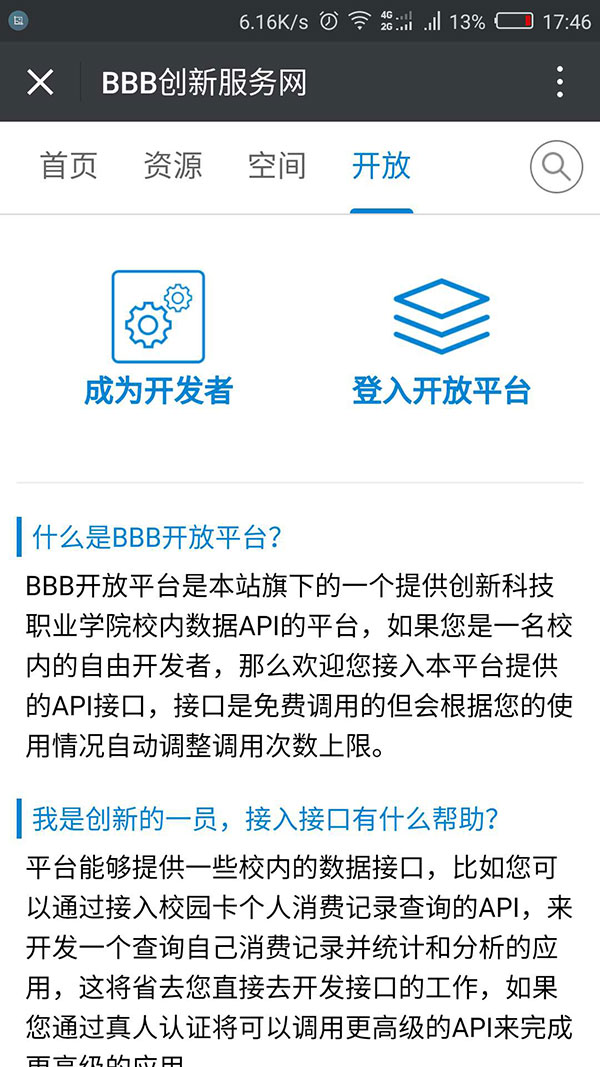 6.16K/s 4G 2G 13% 17:46
BBB创新服务网
首页 资源 空间 开放
成为开发者 登入开放平台
什么是BBB开放平台?
BBB开放平台是本站旗下的一个提供创新科技
职业学院校内数据API的平台，如果您是一名校
内的自由开发者，那么欢迎您接入本平台提供
的API接口，接口是免费调用的但会根据您的使
用情况自动调整调用次数上限。
我是创新的一员，接入接口有什么帮助?
平台能够提供一些校内的数据接口，比如您可
以通过接入校园卡个人消费记录查询的API，来
开发一个查询自己消费记录并统计和分析的应
用，这将省去您直接去开发接口的工作，如果
您通过真人认证将可以调用更高级的API来完成
更高级的应用